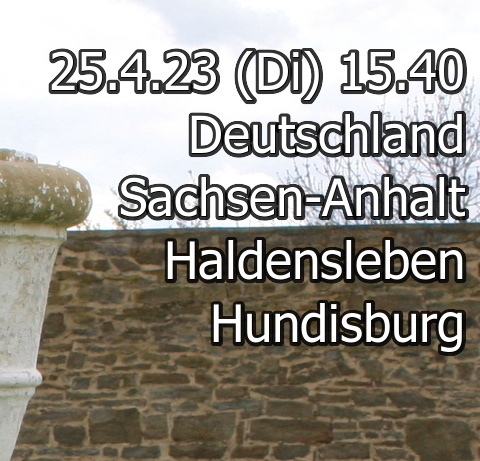 25.4.23 (Di) 15.40
Deutschland
Sachsen-Anhalt
Haldensleben
Hundisburg